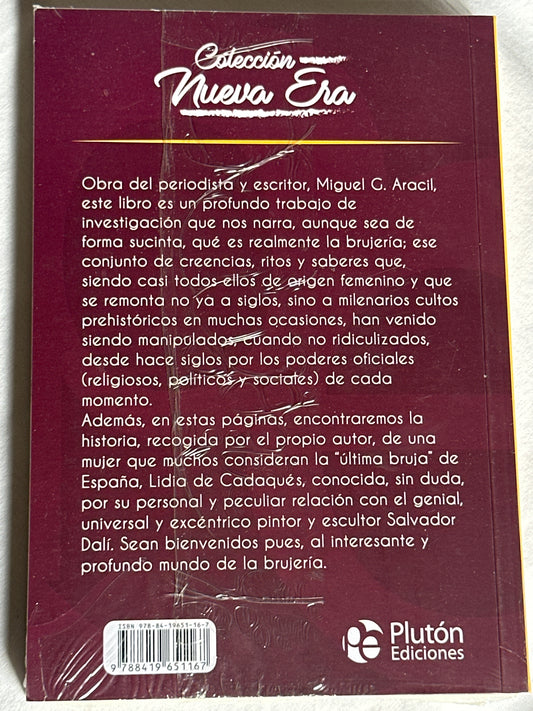 Colección
Nueva Era
Obra del periodista y escritor, Miguel G. Aracil,
este libro es un profundo trabajo de
investigación que nos narra, aunque sea de
forma sucinta, qué es realmente la brujería; ese
conjunto de creencias, ritos y saberes que,
siendo casi todos ellos de origen femenino y que
se remonta no ya a siglos, sino a milenarios cultos
prehistóricos en muchas ocasiones, han venido
siendo manipulados, cuando no ridiculizados,
desde hace siglos por los poderes oficiales
(religiosos, políticos y sociales) de cada
momento.
Además, en estas páginas, encontraremos la
historia, recogida por el propio autor, de una
mujer que muchos consideran la "última bruja" de
España, Lidia de Cadaqués, conocida, sin duda,
por su personal y peculiar relación con el genial,
universal y excéntrico pintor y escultor Salvador
Dalí. Sean bienvenidos pues, al interesante y
profundo mundo de la brujería.
ISBN 978-84-19651-16-7
9 788419 651167
Plutón
Ediciones